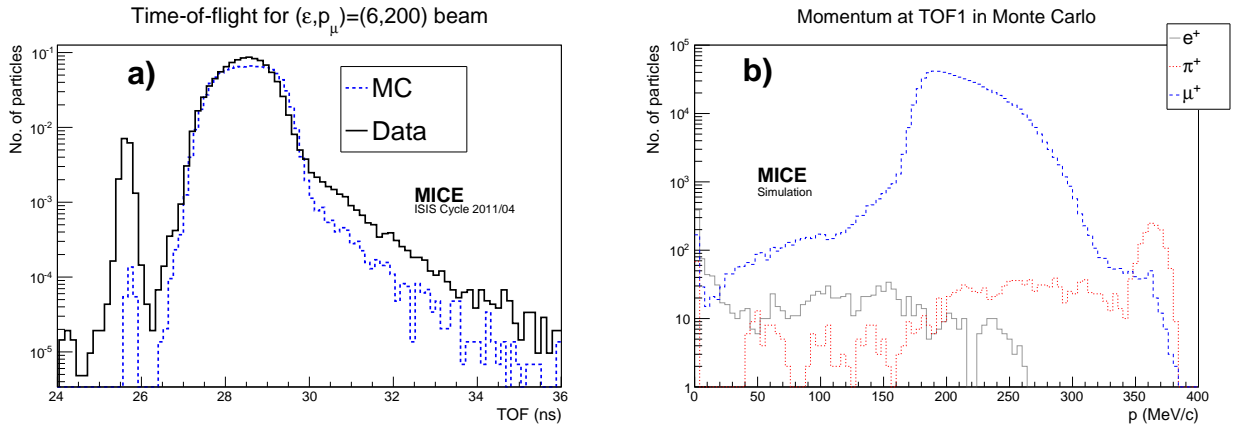 Time-of-flight for (ε,pμ)=(6,200) beam
No. of particles
10⁻¹
10⁻²
10⁻³
10⁻⁴
10⁻⁵
a)
MC
Data
MICE
ISIS Cycle 2011/04
24 26 28 30 32 34 36
TOF (ns)
Momentum at TOF1 in Monte Carlo
No. of particles
10⁵
10⁴
10³
10²
10
1
b)
e⁺
π⁺
μ⁺
MICE
Simulation
0 50 100 150 200 250 300 350 400
p (MeV/c)